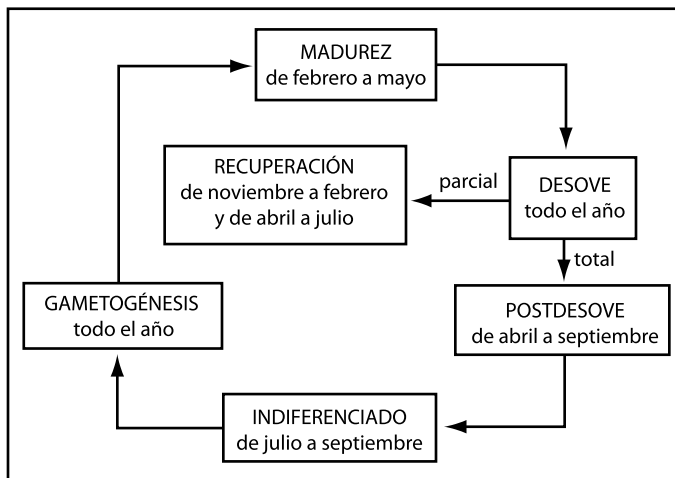 MADUREZ
de febrero a mayo
RECUPERACIÓN
de noviembre a febrero
y de abril a julio
parcial
DESOVE
todo el año
total
GAMETOGÉNESIS
todo el año
POSTDESOVE
de abril a septiembre
INDIFERENCIADO
de julio a septiembre